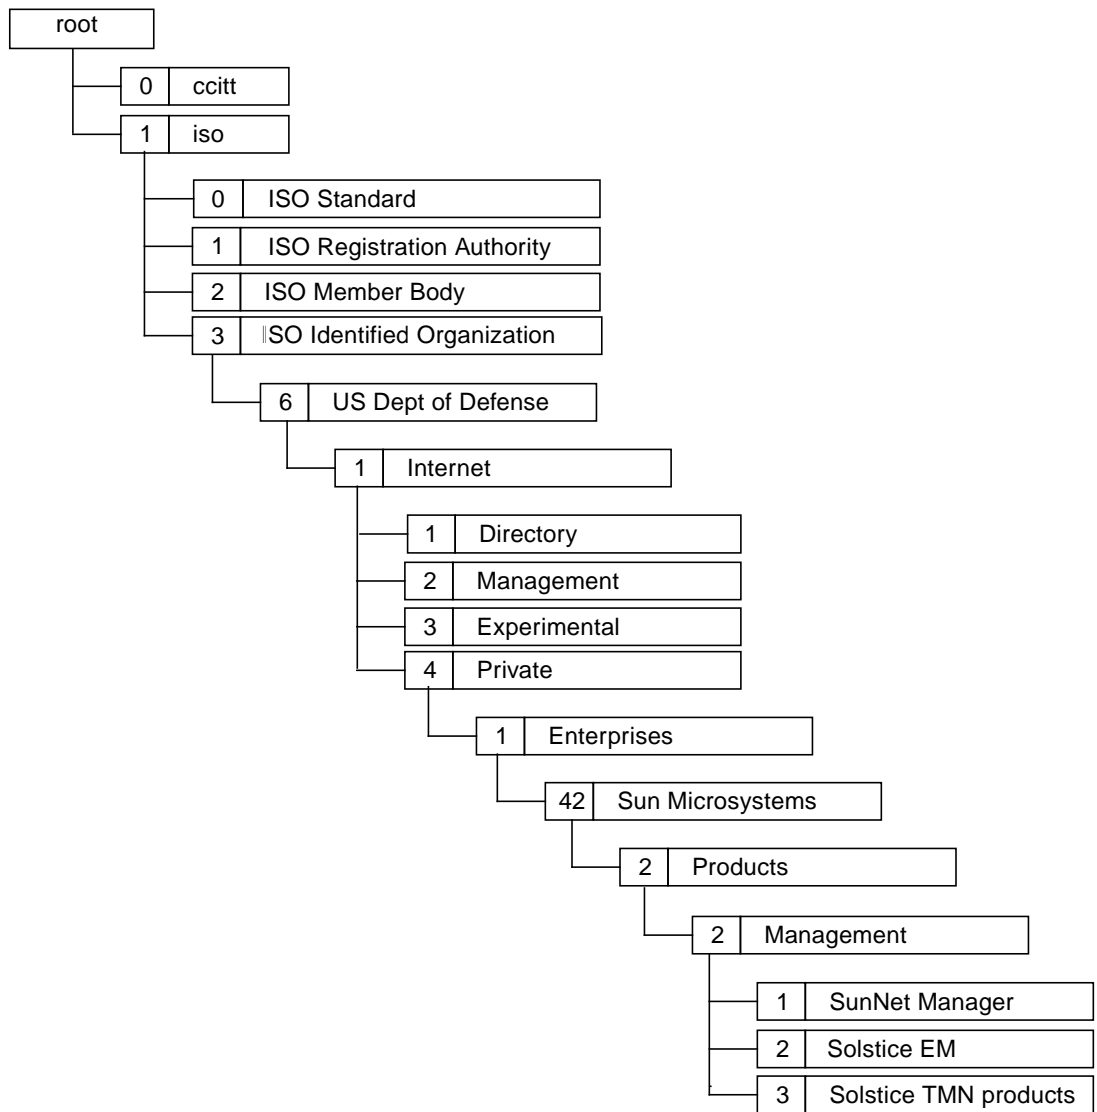 root
0 ccitt
1 iso
0 ISO Standard
1 ISO Registration Authority
2 ISO Member Body
3 ISO Identified Organization
6 US Dept of Defense
1 Internet
1 Directory
2 Management
3 Experimental
4 Private
1 Enterprises
42 Sun Microsystems
2 Products
2 Management
1 SunNet Manager
2 Solstice EM
3 Solstice TMN products